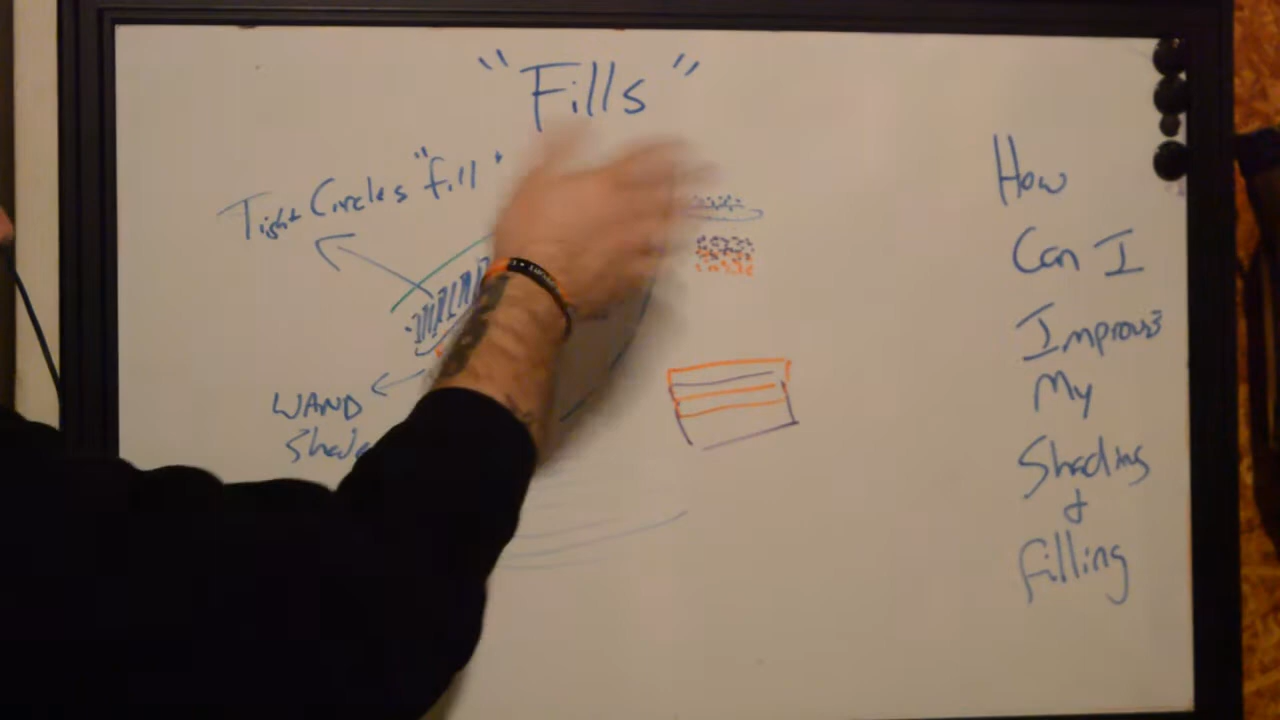 "Fills"
Tight Circles "fill"
WAND
Shade
How
Can I
Improve
My
Shading
&
Filling